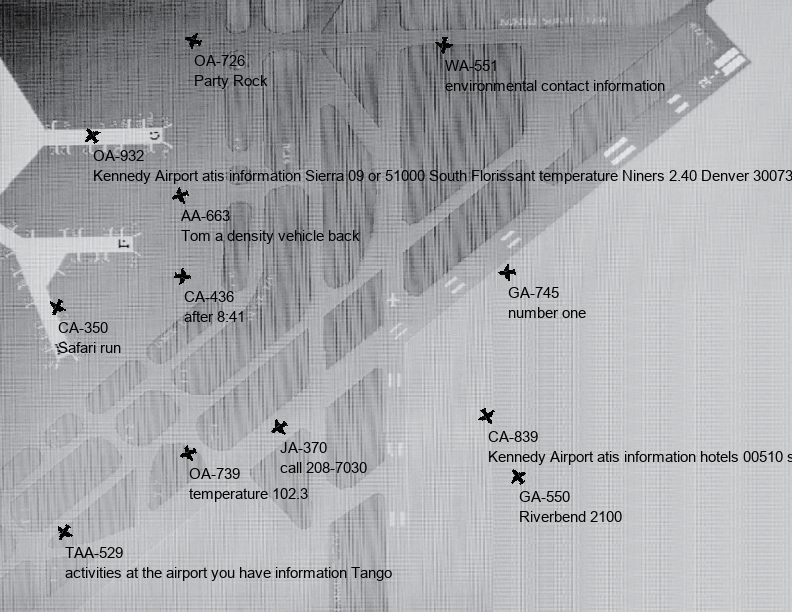 OA-726
Party Rock
WA-551
environmental contact information
OA-932
Kennedy Airport atis information Sierra 09 or 51000 South Florissant temperature Niners 2.40 Denver 30073
AA-663
Tom a density vehicle back
CA-436
after 8:41
GA-745
number one
CA-350
Safari run
CA-839
Kennedy Airport atis information hotels 00510 s
JA-370
call 208-7030
OA-739
temperature 102.3
GA-550
Riverbend 2100
TAA-529
activities at the airport you have information Tango